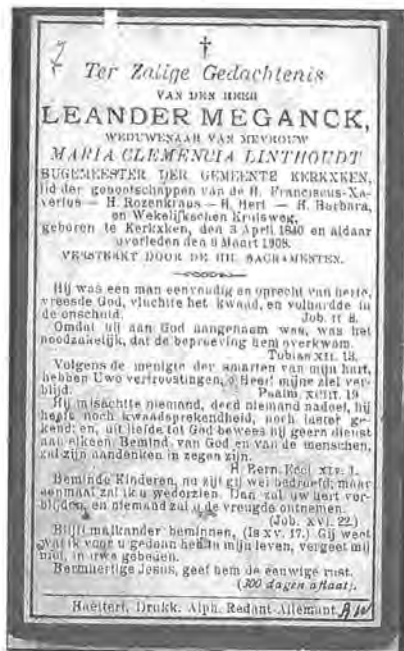 †
Ter Zalige Gedachtenis
VAN DEN HEER
LEANDER MEGANCK,
WEDUWENAAR VAN MEVROUW
MARIA CLEMENCIA LINTHOUDT
BUGEMEESTER DER GEMEENTE KERKXKEN,
lid der genootschappen van de H. Franciscus-Xa-
verius — H. Rozenkrans — H. Hert — H. Barbara,
en Wekelijkschen Kruisweg,
geboren te Kerkxken, den 3 April 1840 en aldaar
overleden den 6 Maart 1908.
VERSTERKT DOOR DE HH. SACRAMENTEN.
Hij was een man eenvoudig en oprecht van herte,
vreesde God, vluchtte het kwaad, en volhardde in
de onschuld. Job. II 3.
Omdat hij aan God aangenaam was, was het
noodzakelijk, dat de beproeving hem overkwam.
Tobias XII. 13.
Volgens de menigte der smarten van mijn hart,
hebben Uwe vertroostingen, o Heer! mijne ziel ver-
blijd. Psalm XCIII. 19
Hij misachtte niemand, deed niemand nadeel, hij
heeft noch kwaadsprekendheid, noch laster ge-
kend; en, uit liefde tot God bewees hij geern dienst
aan elkeen. Bemind van God en van de menschen,
zal zijn aandenken in zegen zijn.
H. Bern. Eccl. XLV. 1.
Beminde Kinderen, nu zijt gij wel bedroefd; maar
eenmaal zal ik u wederzien. Dan zal uw hert ver-
blijden, en niemand zal u de vreugde ontnemen.
(Job. XVI. 22.)
Blijft malkander beminnen, (Is XV. 17.) Gij weet
wat ik voor u gedaan heb in mijn leven, vergeet mij
niet, in uwe gebeden.
Bermhertige Jesus, geef hem de eeuwige rust.
(300 dagen aflaat).
Haeltert, Drukk. Alph. Redant-Allemant